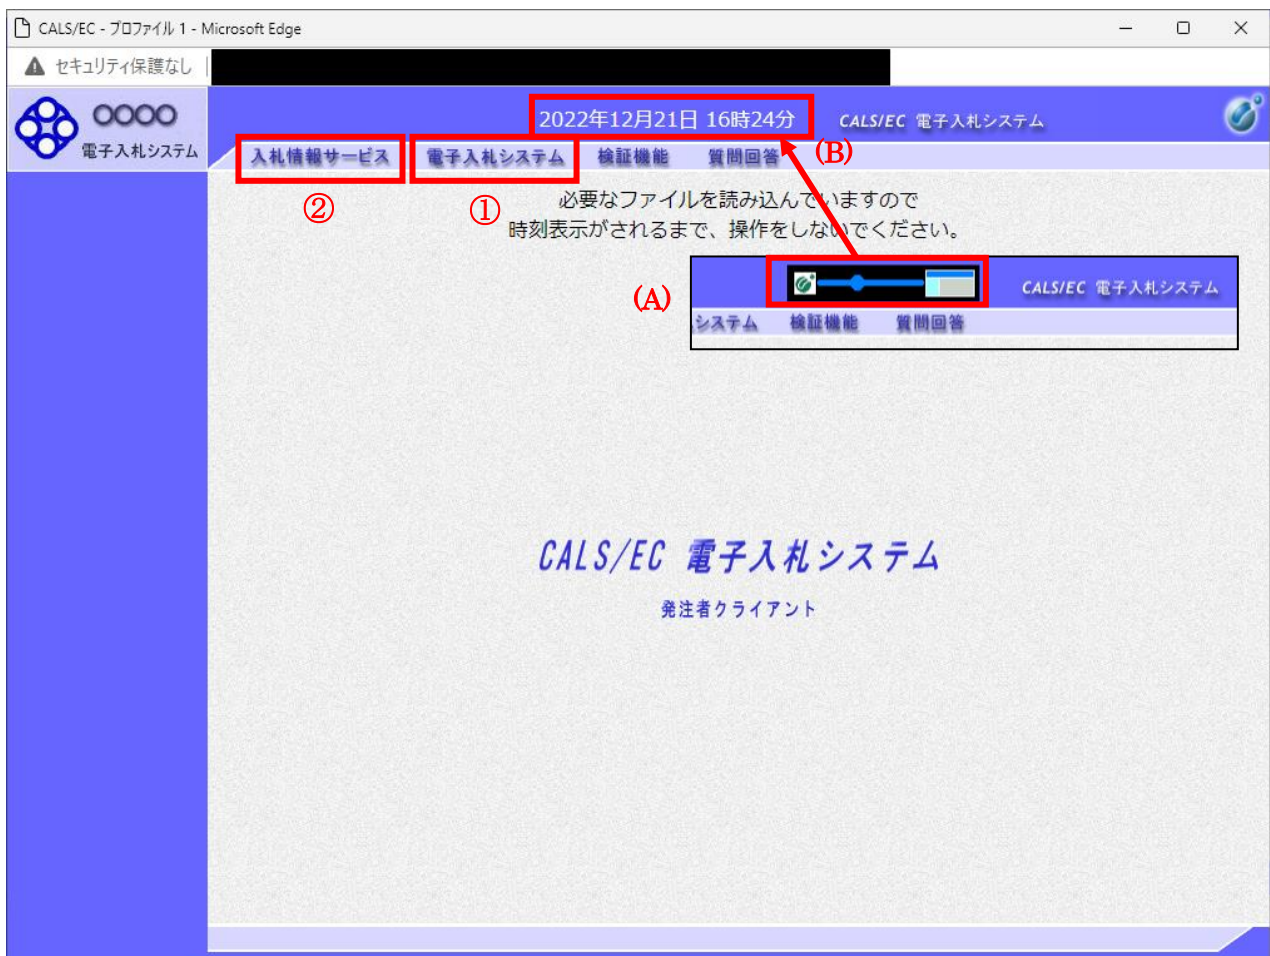 CALS/EC - プロファイル 1 - Microsoft Edge
セキュリティ保護なし
○○○○
電子入札システム
2022年12月21日 16時24分
CALS/EC 電子入札システム
入札情報サービス 電子入札システム 検証機能 質問回答
(B)
② ①
必要なファイルを読み込んでいますので
時刻表示がされるまで、操作をしないでください。
(A)
CALS/EC 電子入札システム
システム 検証機能 質問回答
CALS/EC 電子入札システム
発注者クライアント